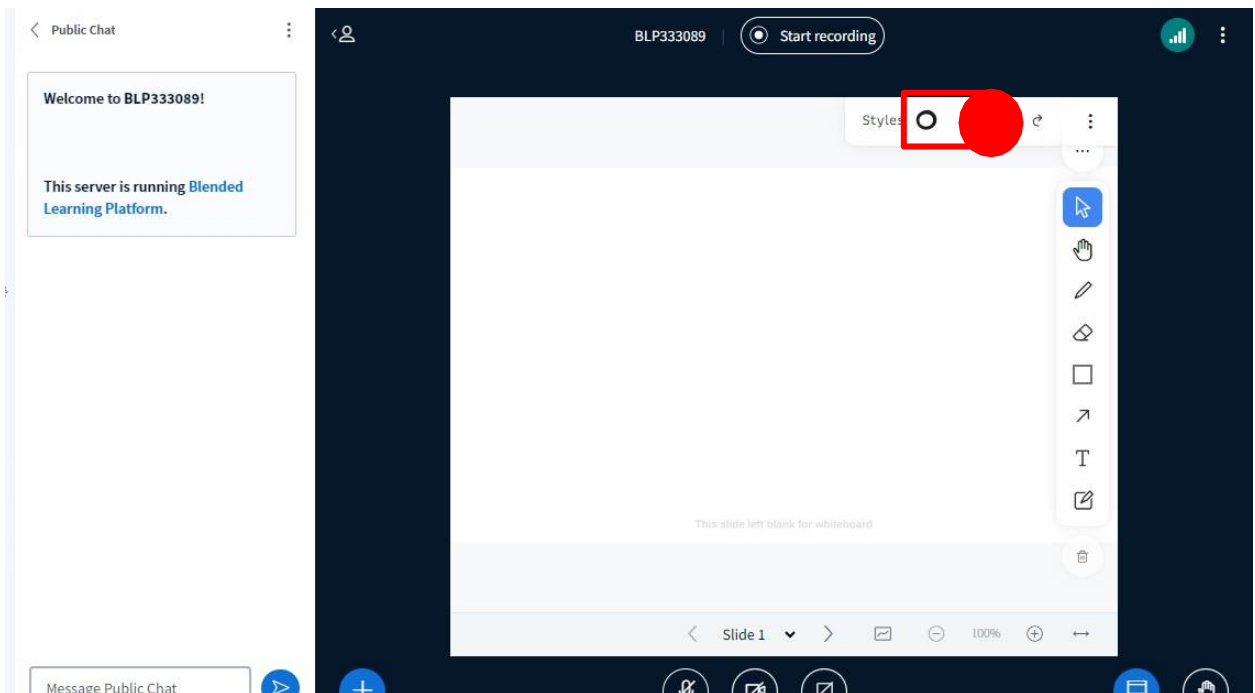 Public Chat
BLP333089
Start recording
Welcome to BLP333089!
This server is running Blended
Learning Platform.
Styles
T
This slide left blank for whiteboard
Slide 1
100%
Message Public Chat